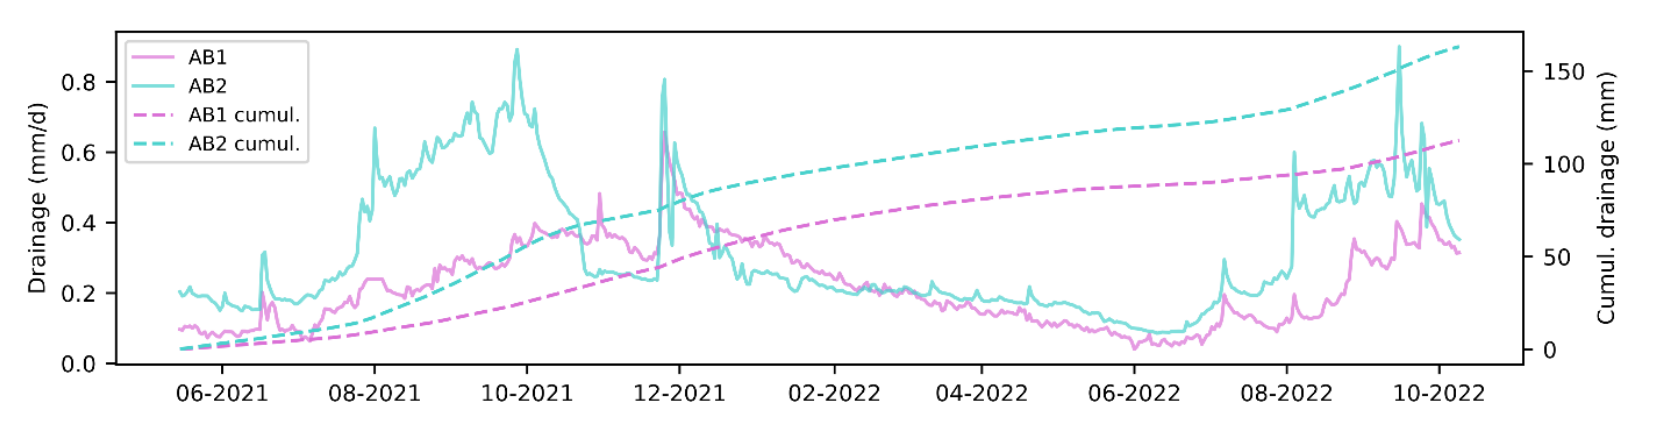 AB1
AB2
AB1 cumul.
AB2 cumul.
Drainage (mm/d)
0.8
0.6
0.4
0.2
0.0
Cumul. drainage (mm)
150
100
50
0
06-2021 08-2021 10-2021 12-2021 02-2022 04-2022 06-2022 08-2022 10-2022